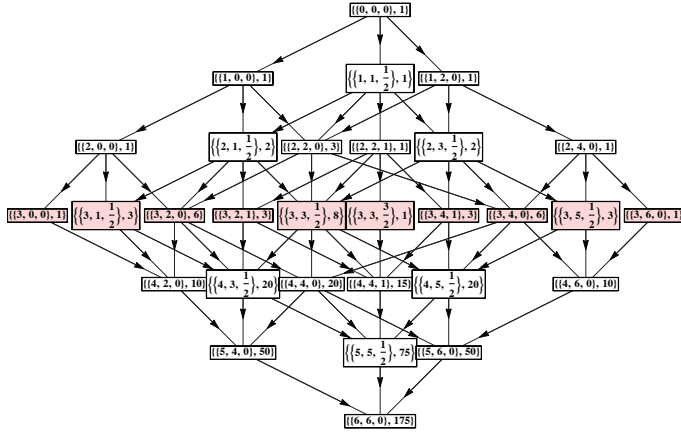 {{0, 0, 0}, 1}
{{1, 0, 0}, 1} {{1, 1, 1/2}, 1} {{1, 2, 0}, 1}
{{2, 0, 0}, 1} {{2, 1, 1/2}, 2} {{2, 2, 0}, 3} {{2, 2, 1}, 1} {{2, 3, 1/2}, 2} {{2, 4, 0}, 1}
{{3, 0, 0}, 1} {{3, 1, 1/2}, 3} {{3, 2, 0}, 6} {{3, 2, 1}, 3} {{3, 3, 1/2}, 8} {{3, 3, 3/2}, 1} {{3, 4, 1}, 3} {{3, 4, 0}, 6} {{3, 5, 1/2}, 3} {{3, 6, 0}, 1}
{{4, 2, 0}, 10} {{4, 3, 1/2}, 20} {{4, 4, 0}, 20} {{4, 4, 1}, 15} {{4, 5, 1/2}, 20} {{4, 6, 0}, 10}
{{5, 4, 0}, 50} {{5, 5, 1/2}, 75} {{5, 6, 0}, 50}
{{6, 6, 0}, 175}